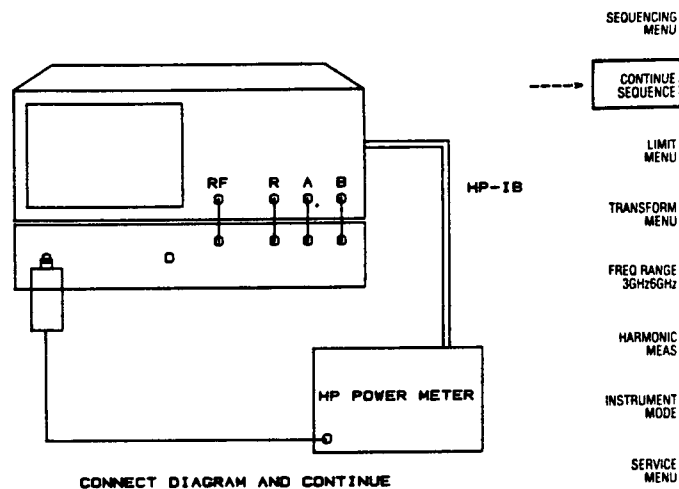 SEQUENCING
MENU
CONTINUE
SEQUENCE
LIMIT
MENU
RF R A B
HP-IB
TRANSFORM
MENU
FREQ RANGE
3GHz6GHz
HARMONIC
MEAS
HP POWER METER
INSTRUMENT
MODE
SERVICE
MENU
CONNECT DIAGRAM AND CONTINUE